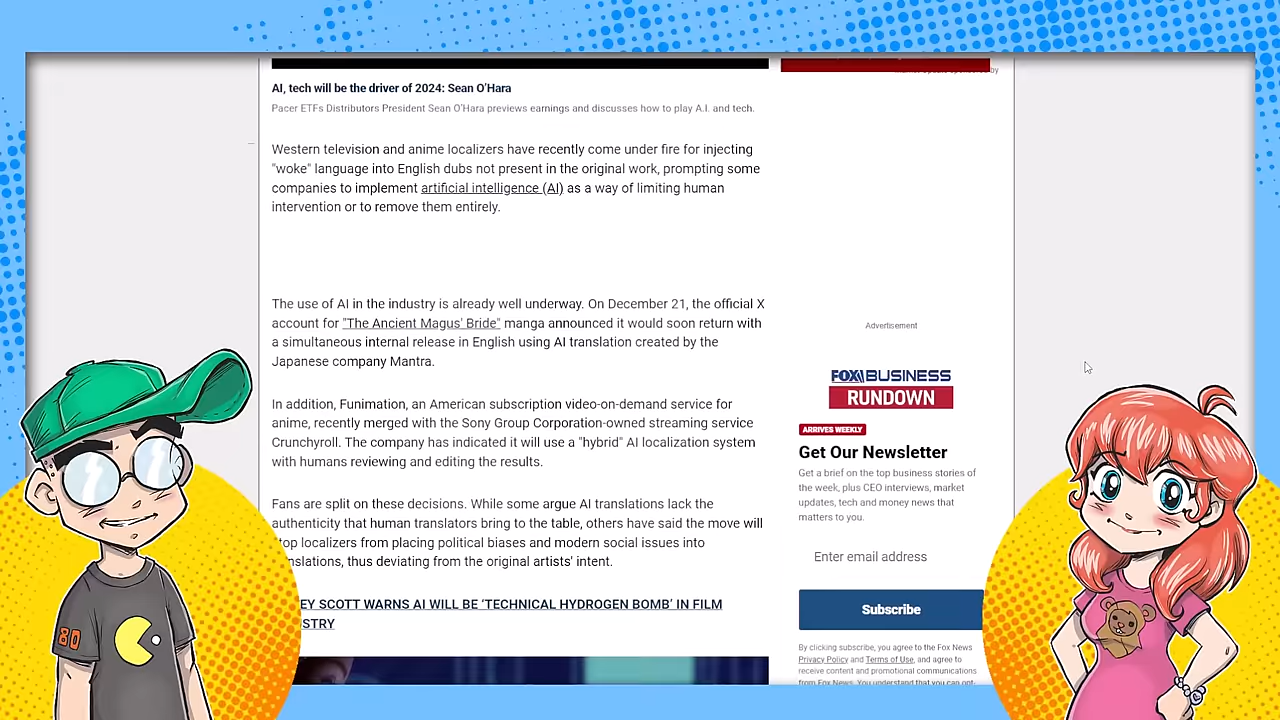 AI, tech will be the driver of 2024: Sean O'Hara
Pacer ETFs Distributors President Sean O'Hara previews earnings and discusses how to play A.I. and tech.
Western television and anime localizers have recently come under fire for injecting
"woke" language into English dubs not present in the original work, prompting some
companies to implement artificial intelligence (AI) as a way of limiting human
intervention or to remove them entirely.
The use of AI in the industry is already well underway. On December 21, the official X
account for "The Ancient Magus' Bride" manga announced it would soon return with
a simultaneous internal release in English using AI translation created by the
Japanese company Mantra.
In addition, Funimation, an American subscription video-on-demand service for
anime, recently merged with the Sony Group Corporation-owned streaming service
Crunchyroll. The company has indicated it will use a "hybrid" AI localization system
with humans reviewing and editing the results.
Fans are split on these decisions. While some argue AI translations lack the
authenticity that human translators bring to the table, others have said the move will
top localizers from placing political biases and modern social issues into
nslations, thus deviating from the original artists' intent.
EY SCOTT WARNS AI WILL BE 'TECHNICAL HYDROGEN BOMB' IN FILM
STRY
Advertisement
FOX BUSINESS
RUNDOWN
ARRIVES WEEKLY
Get Our Newsletter
Get a brief on the top business stories of
the week, plus CEO interviews, market
updates, tech and money news that
matters to you.
Enter email address
Subscribe
By clicking subscribe, you agree to the Fox News
Privacy Policy and Terms of Use, and agree to
receive content and promotional communications
from Fox News. You understand that you can opt-
80